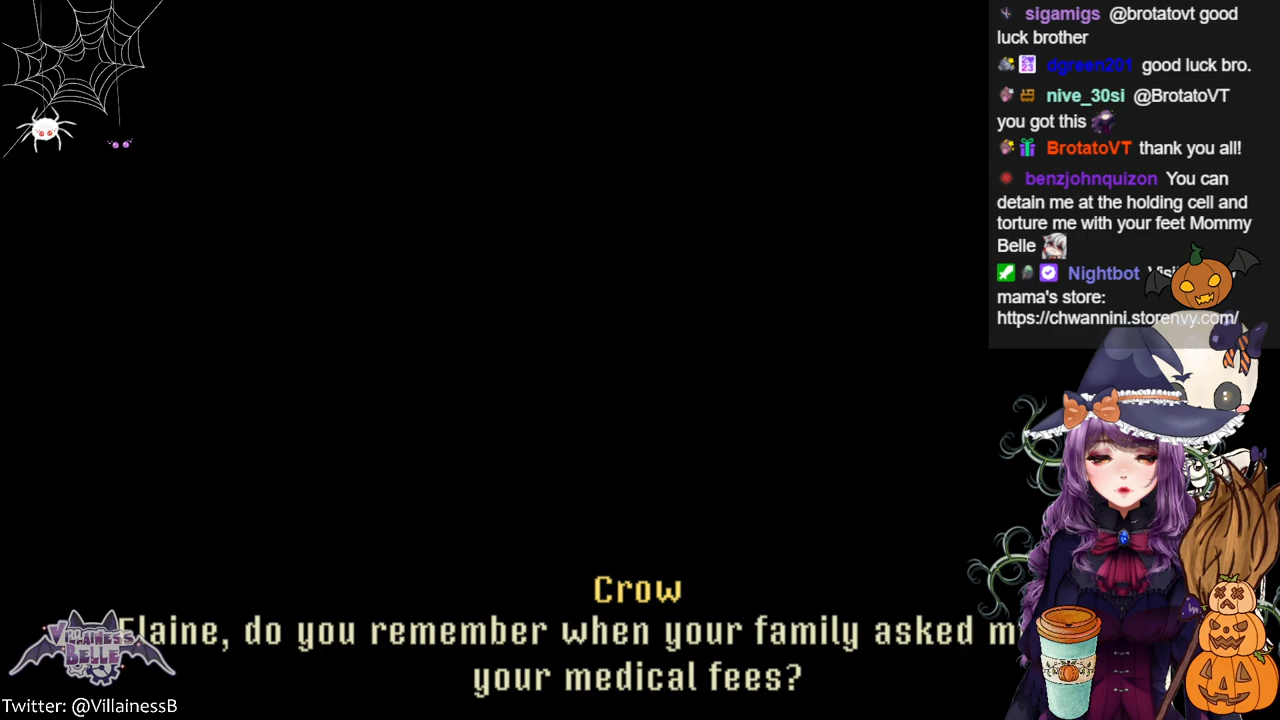 sigamigs @brotatovt good
luck brother
dgreen201 good luck bro.
nive_30si @BrotatoVT
you got this
BrotatoVT thank you all!
benzjohnquizon You can
detain me at the holding cell and
torture me with your feet Mommy
Belle
Nightbot
mama's store:
https://chwannini.storenvy.com/
Crow
Elaine, do you remember when your family asked
your medical fees?
VILLAINESS
BELLE
Twitter: @VillainessB